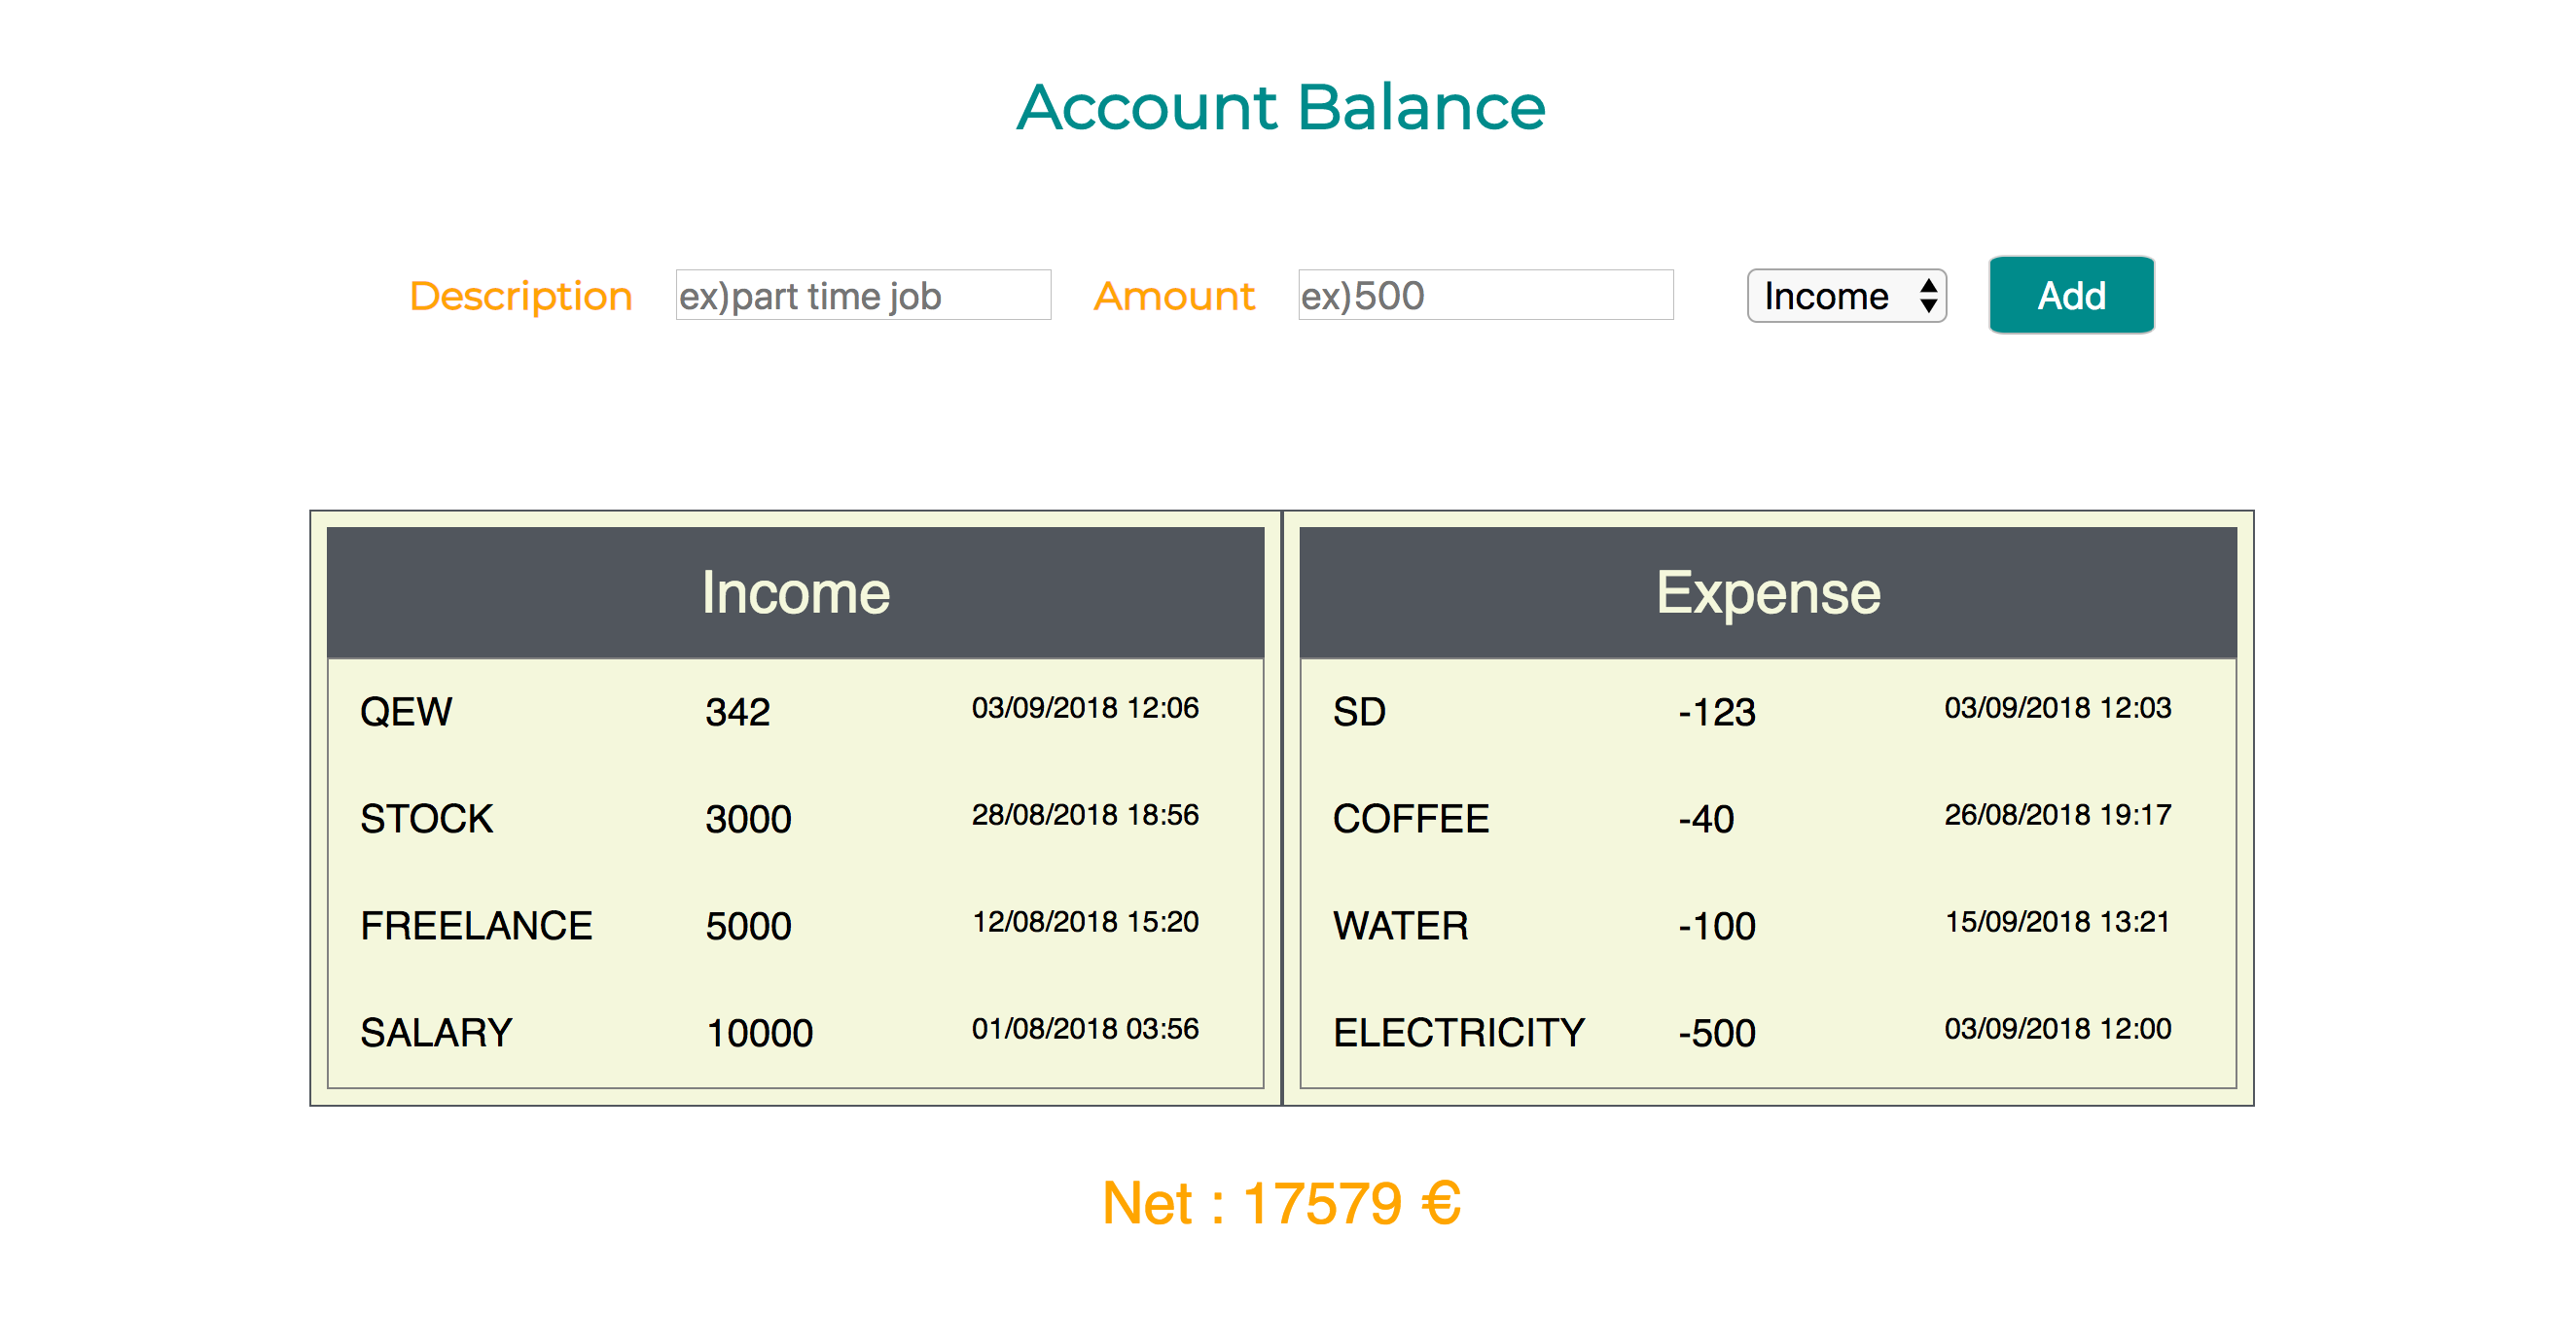 Account Balance
Description ex)part time job Amount ex)500 Income Add
Income
QEW 342 03/09/2018 12:06
STOCK 3000 28/08/2018 18:56
FREELANCE 5000 12/08/2018 15:20
SALARY 10000 01/08/2018 03:56
Expense
SD -123 03/09/2018 12:03
COFFEE -40 26/08/2018 19:17
WATER -100 15/09/2018 13:21
ELECTRICITY -500 03/09/2018 12:00
Net : 17579 €